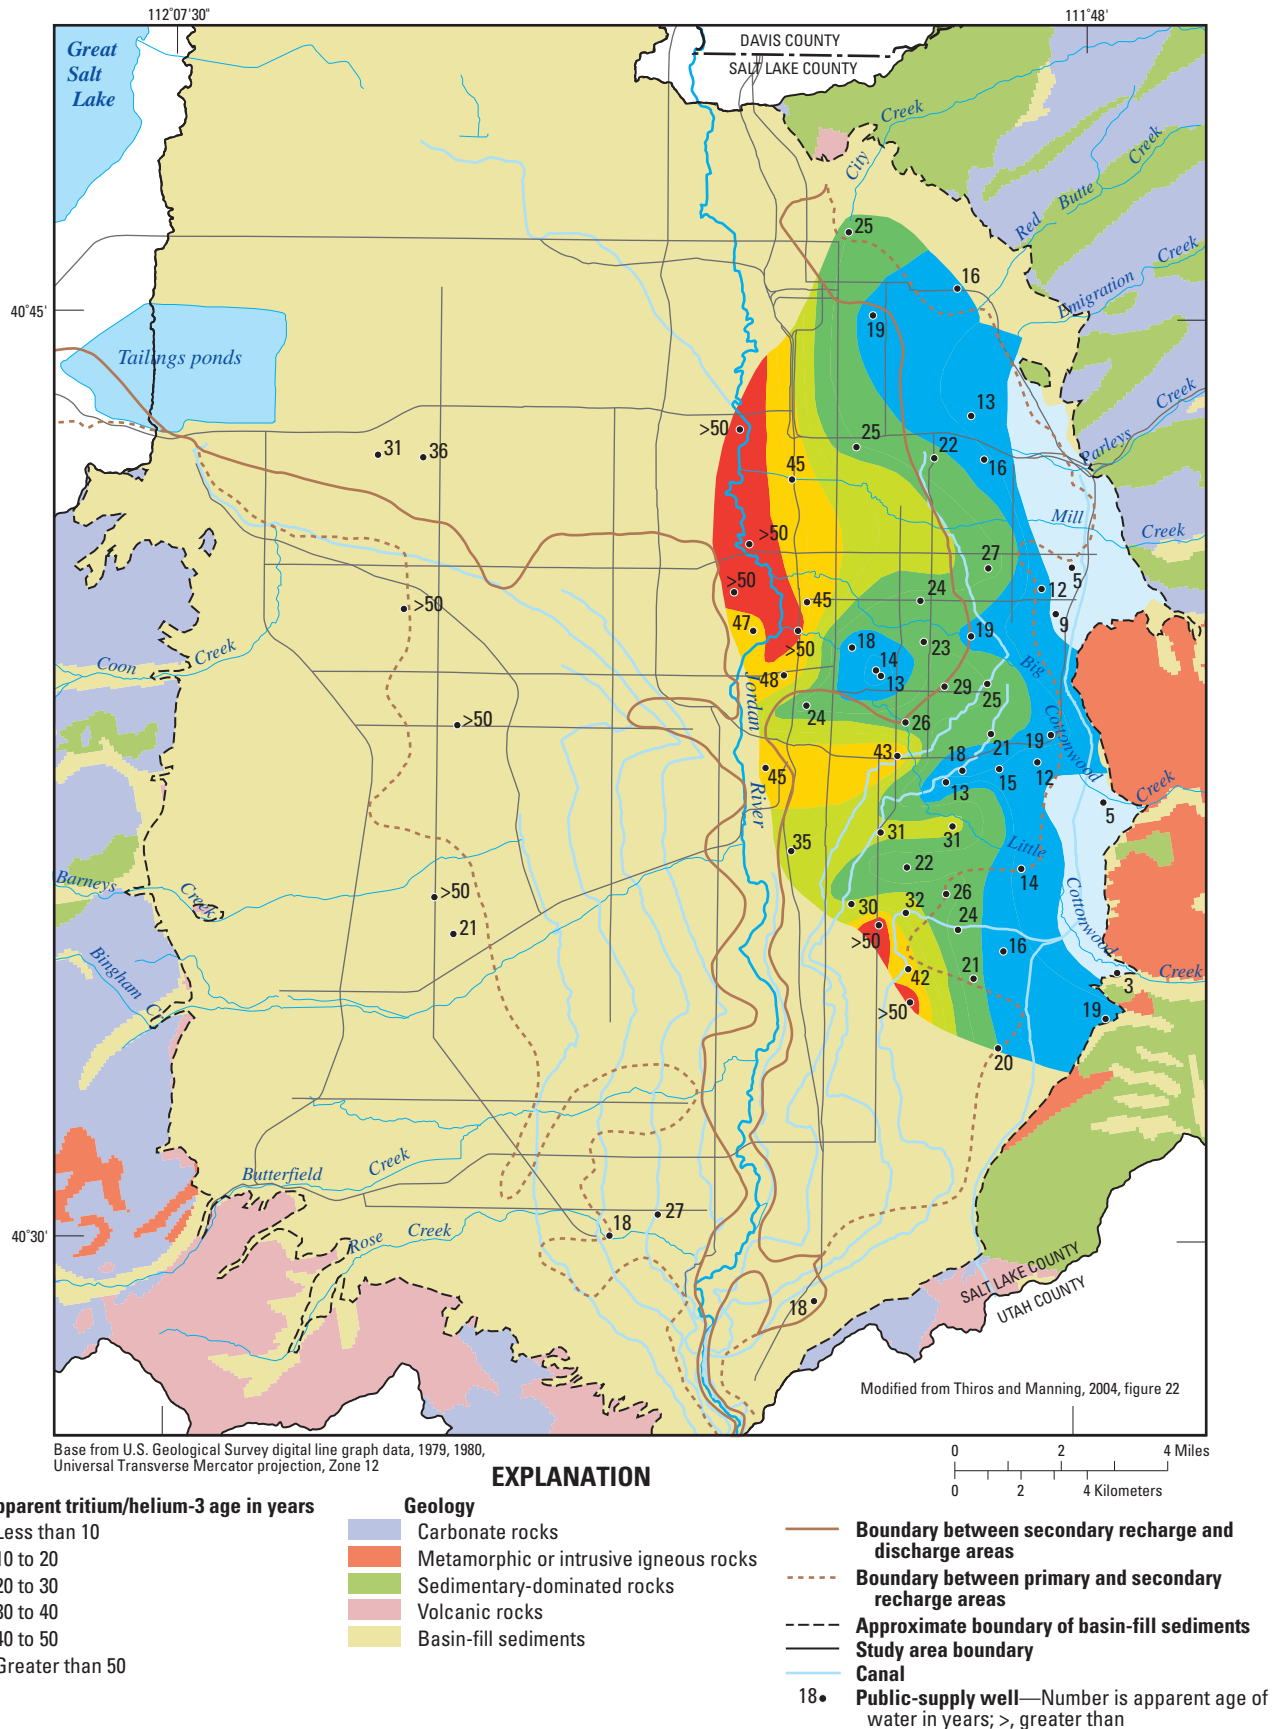 112°07'30"
111°48'
Great
Salt
Lake
DAVIS COUNTY
SALT LAKE COUNTY
City
Creek
Red
Butte
Creek
Emigration
Creek
25
16
40°45'
19
Tailings ponds
13
Parleys
Creek
>50
25
22
31
36
45
16
Mill
Creek
>50
27
5
>50
24
12
>50
45
9
47
19
>50
18
23
Coon
Creek
14
Big
48
13
29
25
Jordan
24
26
>50
21
19
Cottonwood
43
18
45
15
12
13
Creek
River
5
31
31
35
Little
22
14
Barneys
Creek
>50
26
Cottonwood
30
32
24
21
>50
16
Bingham Cr
42
21
3
Creek
>50
19
20
Butterfield
Creek
27
18
Rose
Creek
40°30'
SALT LAKE COUNTY
UTAH COUNTY
18
Modified from Thiros and Manning, 2004, figure 22
Base from U.S. Geological Survey digital line graph data, 1979, 1980,
Universal Transverse Mercator projection, Zone 12
0 2 4 Miles
0 2 4 Kilometers
EXPLANATION
pparent tritium/helium-3 age in years
Less than 10
10 to 20
20 to 30
30 to 40
40 to 50
Greater than 50
Geology
Carbonate rocks
Metamorphic or intrusive igneous rocks
Sedimentary-dominated rocks
Volcanic rocks
Basin-fill sediments
Boundary between secondary recharge and
discharge areas
Boundary between primary and secondary
recharge areas
Approximate boundary of basin-fill sediments
Study area boundary
Canal
18 Public-supply well—Number is apparent age of
water in years; >, greater than